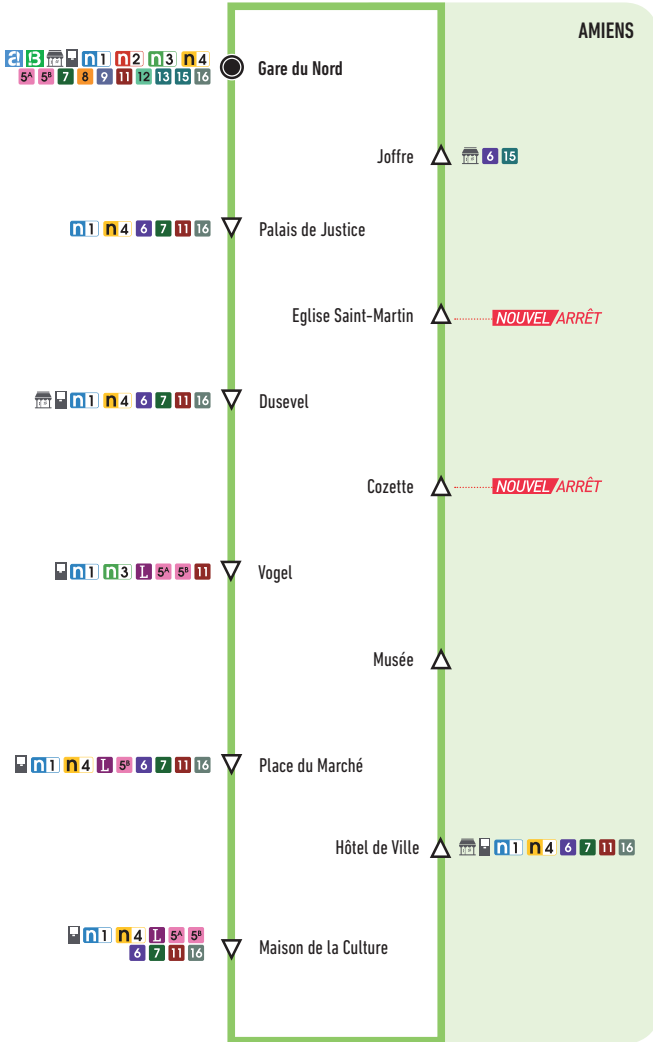 AMIENS
a B n1 n2 n3 n4
5A 5B 7 8 9 11 12 13 15 16
Gare du Nord
Joffre 6 15
n1 n4 6 7 11 16 Palais de Justice
Eglise Saint-Martin NOUVEL ARRÊT
n1 n4 6 7 11 16 Dusevel
Cozette NOUVEL ARRÊT
n1 n3 L 5A 5B 11 Vogel
Musée
n1 n4 L 5B 6 7 11 16 Place du Marché
Hôtel de Ville n1 n4 6 7 11 16
n1 n4 L 5A 5B
6 7 11 16
Maison de la Culture